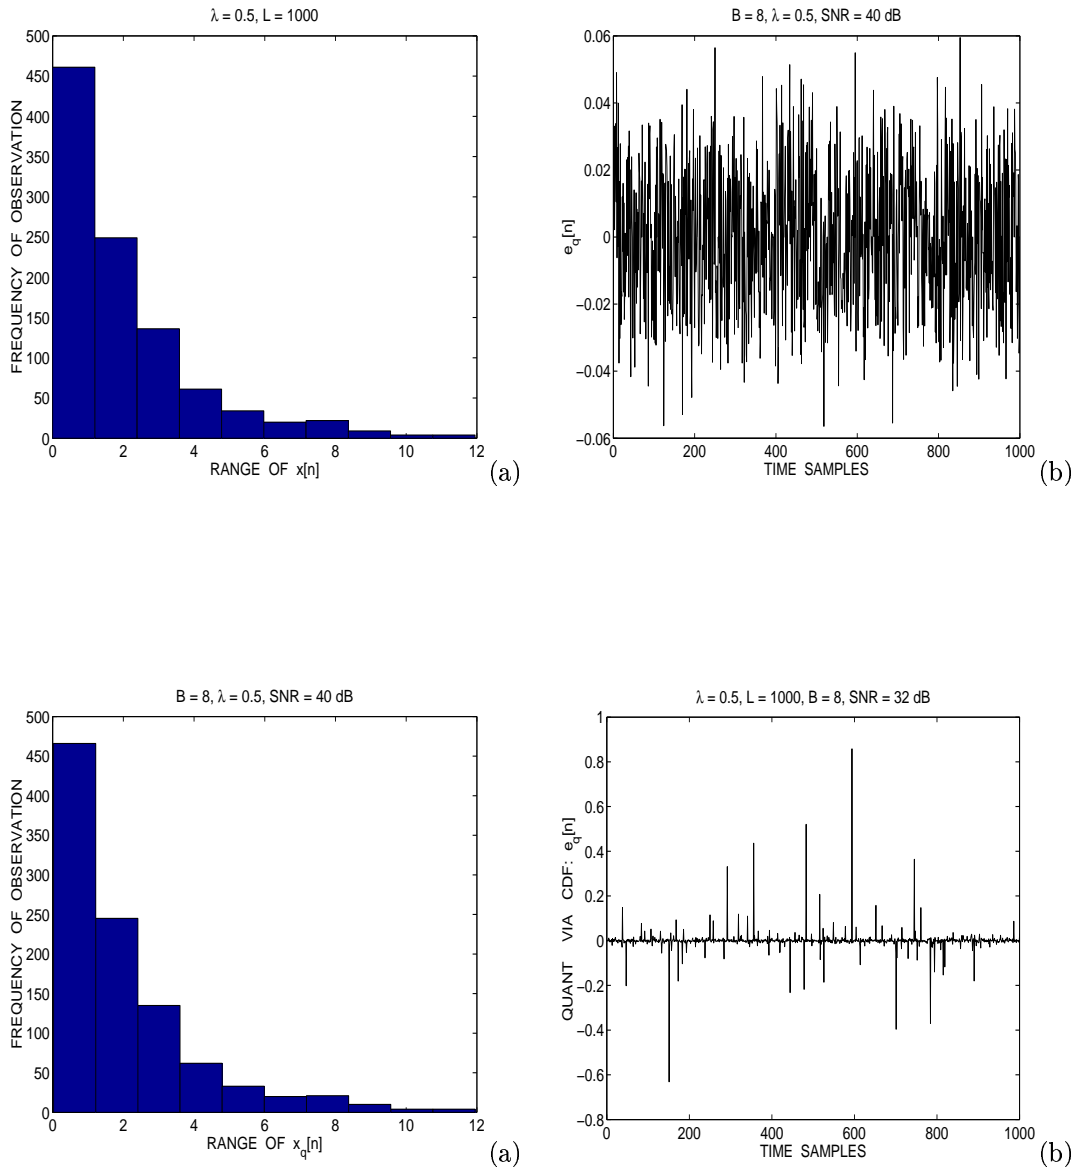 λ = 0.5, L = 1000
500
450
400
350
300
250
200
150
100
50
0
FREQUENCY OF OBSERVATION
0 2 4 6 8 10 12
RANGE OF x[n]
(a)
B = 8, λ = 0.5, SNR = 40 dB
0.06
0.04
0.02
0
−0.02
−0.04
−0.06
e_q[n]
0 200 400 600 800 1000
TIME SAMPLES
(b)
B = 8, λ = 0.5, SNR = 40 dB
500
450
400
350
300
250
200
150
100
50
0
FREQUENCY OF OBSERVATION
0 2 4 6 8 10 12
RANGE OF x_q[n]
(a)
λ = 0.5, L = 1000, B = 8, SNR = 32 dB
1
0.8
0.6
0.4
0.2
0
−0.2
−0.4
−0.6
−0.8
QUANT VIA CDF: e_q[n]
0 200 400 600 800 1000
TIME SAMPLES
(b)